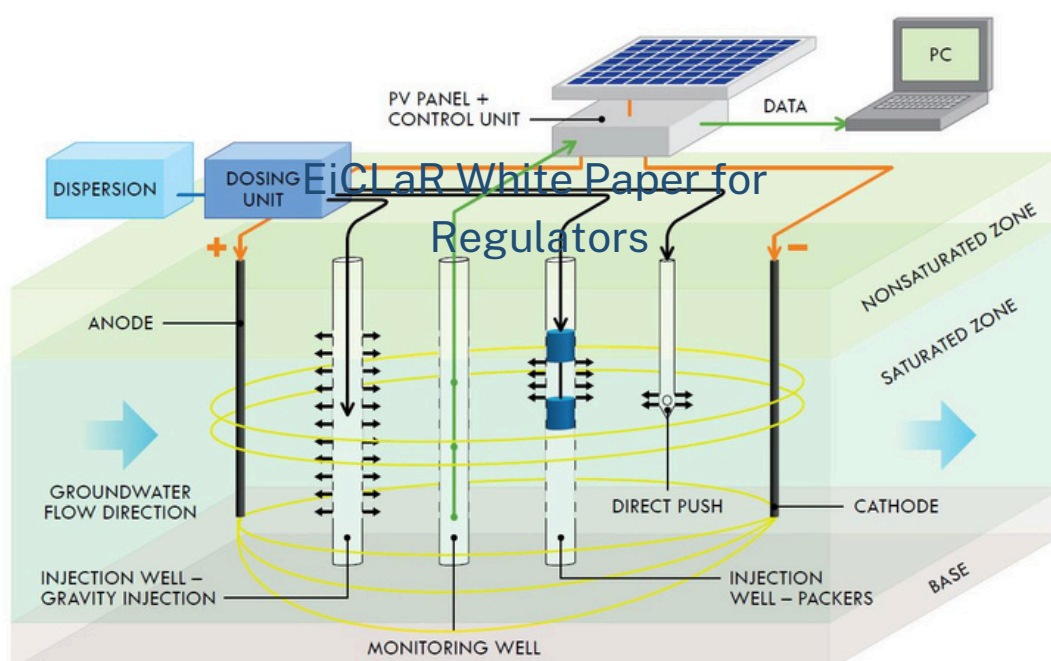 PC
PV PANEL +
CONTROL UNIT
DATA
DISPERSION
DOSING
UNIT
EiCLaR White Paper for
Regulators
+
−
NONSATURATED ZONE
SATURATED ZONE
ANODE
GROUNDWATER
FLOW DIRECTION
DIRECT PUSH
CATHODE
INJECTION WELL –
GRAVITY INJECTION
INJECTION
WELL – PACKERS
BASE
MONITORING WELL